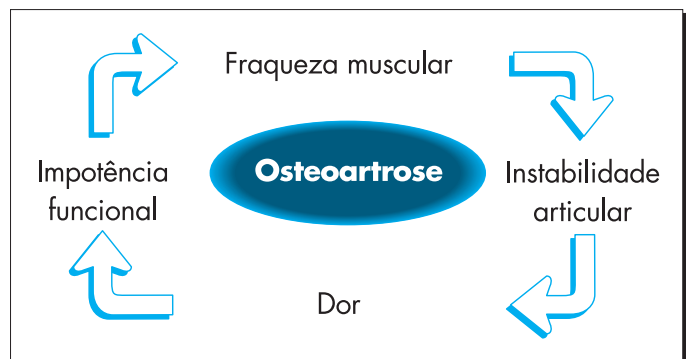 Fraqueza muscular
Osteoartrose
Impotência
funcional
Instabilidade
articular
Dor